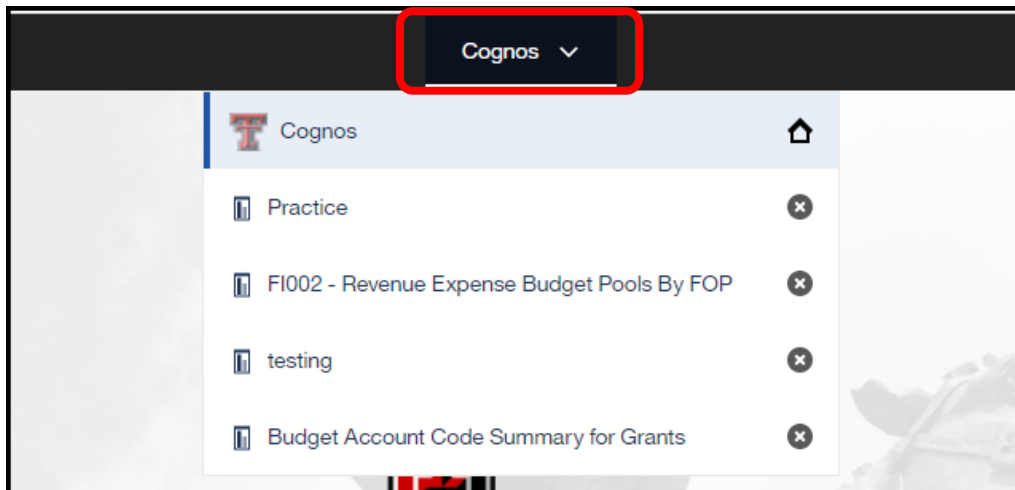 Cognos
Cognos
Practice
FI002 - Revenue Expense Budget Pools By FOP
testing
Budget Account Code Summary for Grants